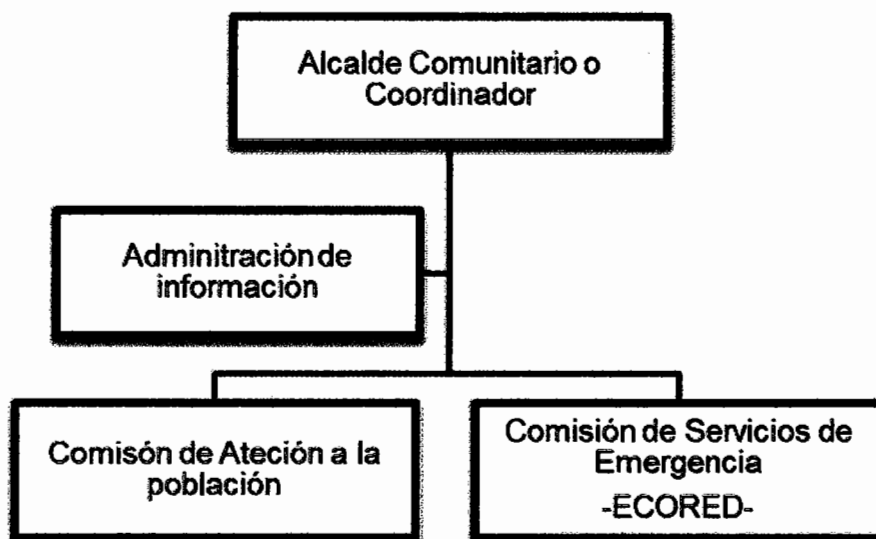 Alcalde Comunitario o
Coordinador
Adminitración de
información
Comisón de Ateción a la
población
Comisión de Servicios de
Emergencia
-ECORED-